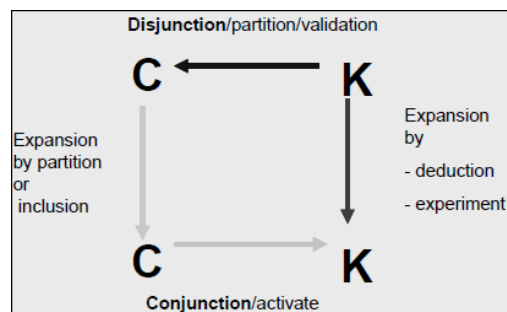 Disjunction/partition/validation
C K
Expansion
by partition
or
inclusion
Expansion
by
- deduction
- experiment
C K
Conjunction/activate